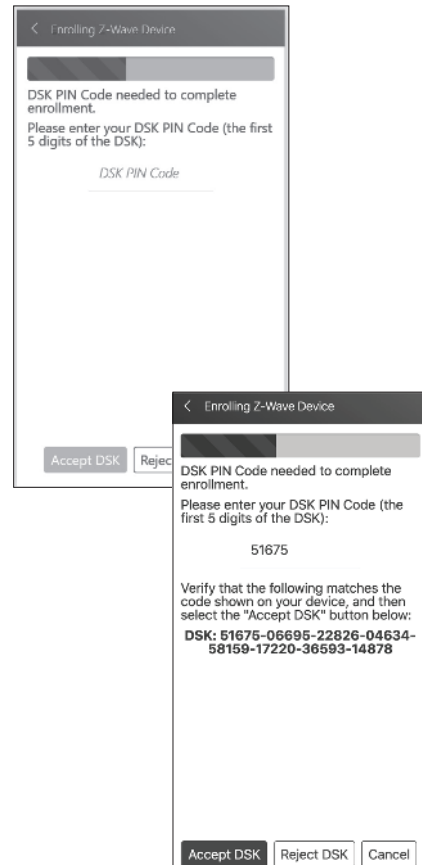 Enrolling Z-Wave Device
DSK PIN Code needed to complete
enrollment.
Please enter your DSK PIN Code (the first
5 digits of the DSK):
DSK PIN Code
Accept DSK Rejec
Enrolling Z-Wave Device
DSK PIN Code needed to complete
enrollment.
Please enter your DSK PIN Code (the
first 5 digits of the DSK):
51675
Verify that the following matches the
code shown on your device, and then
select the "Accept DSK" button below:
DSK: 51675-06695-22826-04634-
58159-17220-36593-14878
Accept DSK Reject DSK Cancel